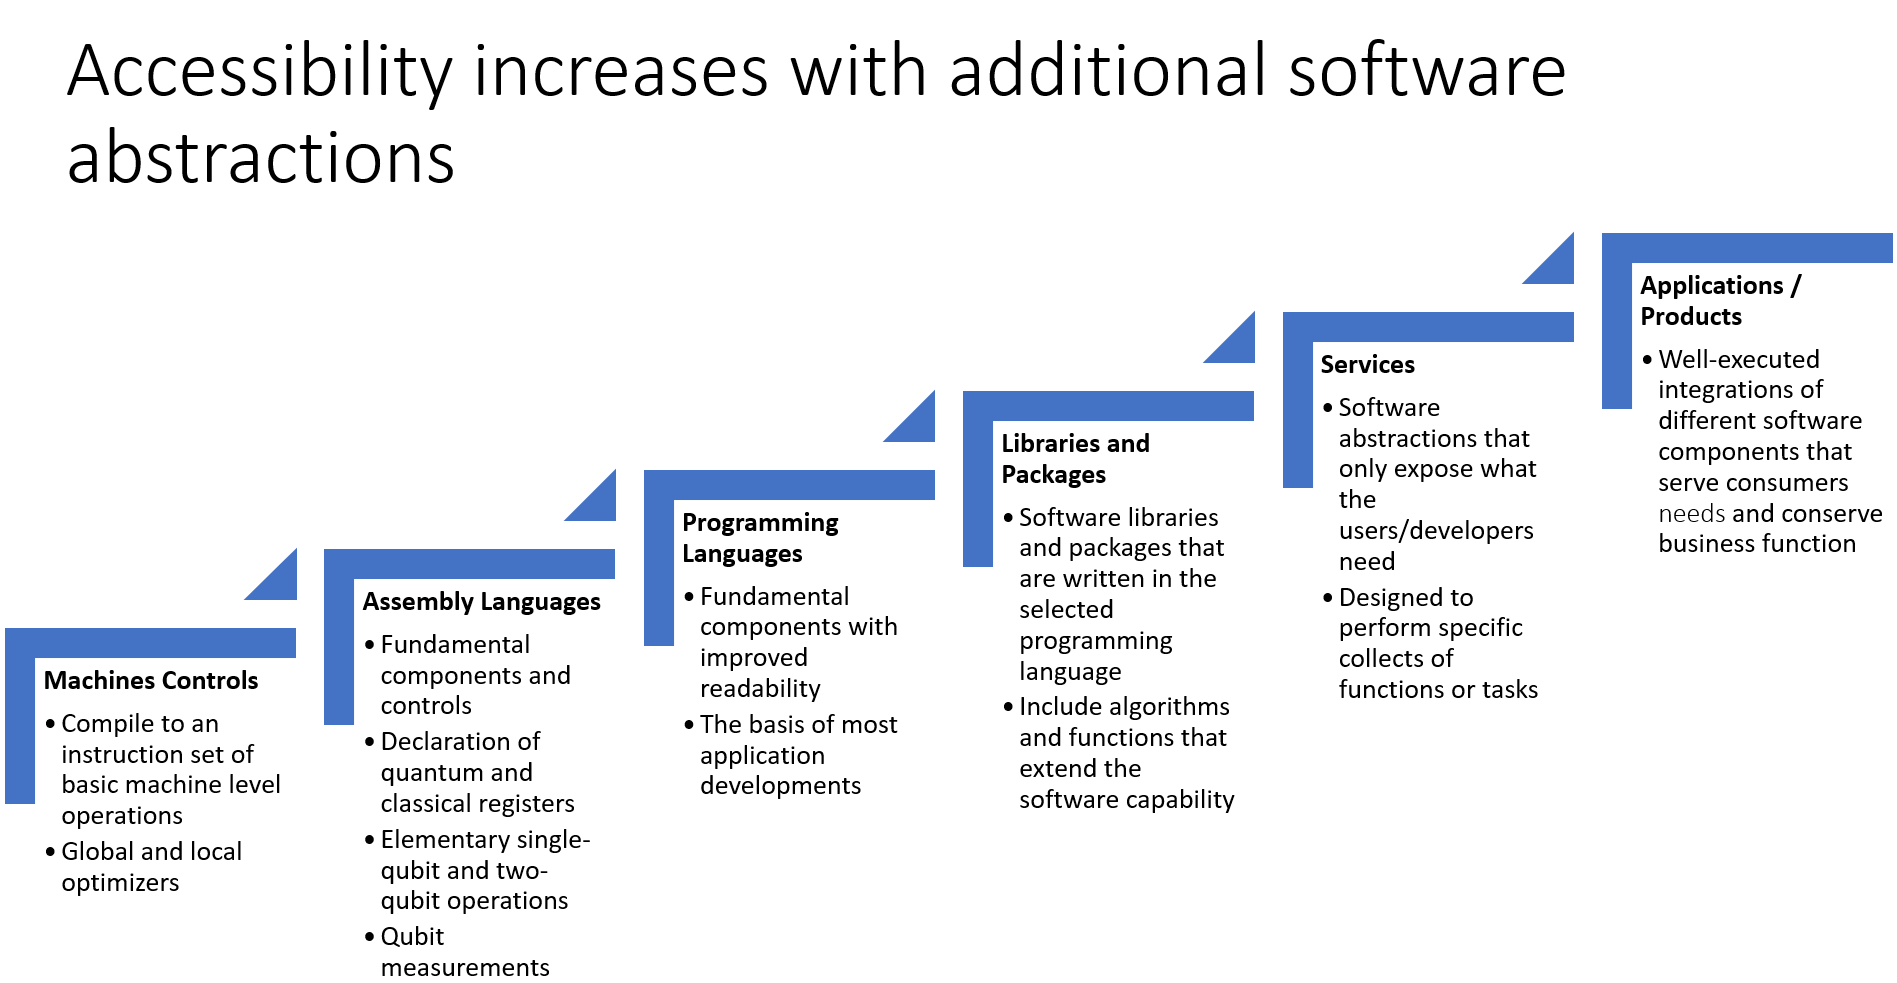 Accessibility increases with additional software
abstractions
Machines Controls
• Compile to an
instruction set of
basic machine level
operations
• Global and local
optimizers
Assembly Languages
• Fundamental
components and
controls
• Declaration of
quantum and
classical registers
• Elementary single-
qubit and two-
qubit operations
• Qubit
measurements
Programming
Languages
• Fundamental
components with
improved
readability
• The basis of most
application
developments
Libraries and
Packages
• Software libraries
and packages that
are written in the
selected
programming
language
• Include algorithms
and functions that
extend the
software capability
Services
• Software
abstractions that
only expose what
the
users/developers
need
• Designed to
perform specific
collects of
functions or tasks
Applications /
Products
• Well-executed
integrations of
different software
components that
serve consumers
needs and conserve
business function